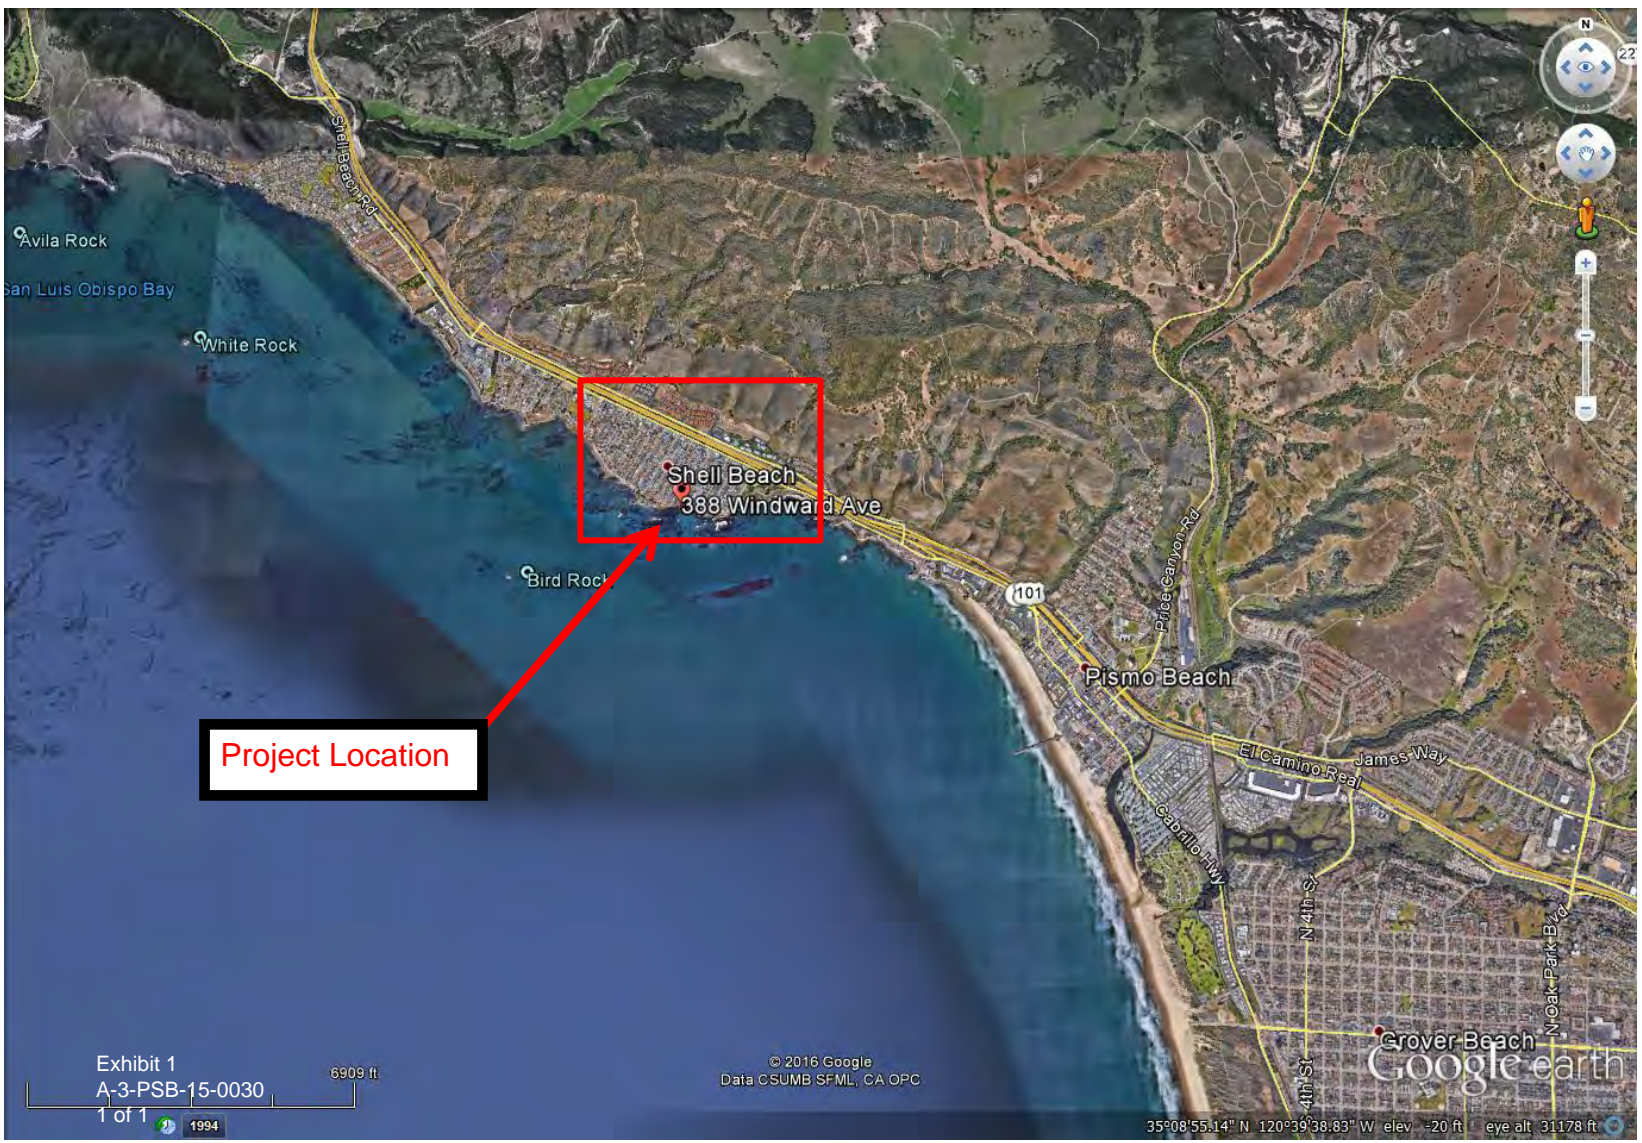 N
22
Shell Beach Rd
Avila Rock
San Luis Obispo Bay
White Rock
Shell Beach
388 Windward Ave
Bird Rock
101
Price Canyon Rd
Pismo Beach
Project Location
El Camino Real
James Way
Cabrillo Hwy
N 4th St
N Oak Park Blvd
Grover Beach
Google earth
S 4th St
Exhibit 1
A-3-PSB-15-0030
1 of 1
6909 ft
© 2016 Google
Data CSUMB SFML, CA OPC
1994
35°08'55.14" N 120°39'38.83" W elev -20 ft eye alt 31178 ft